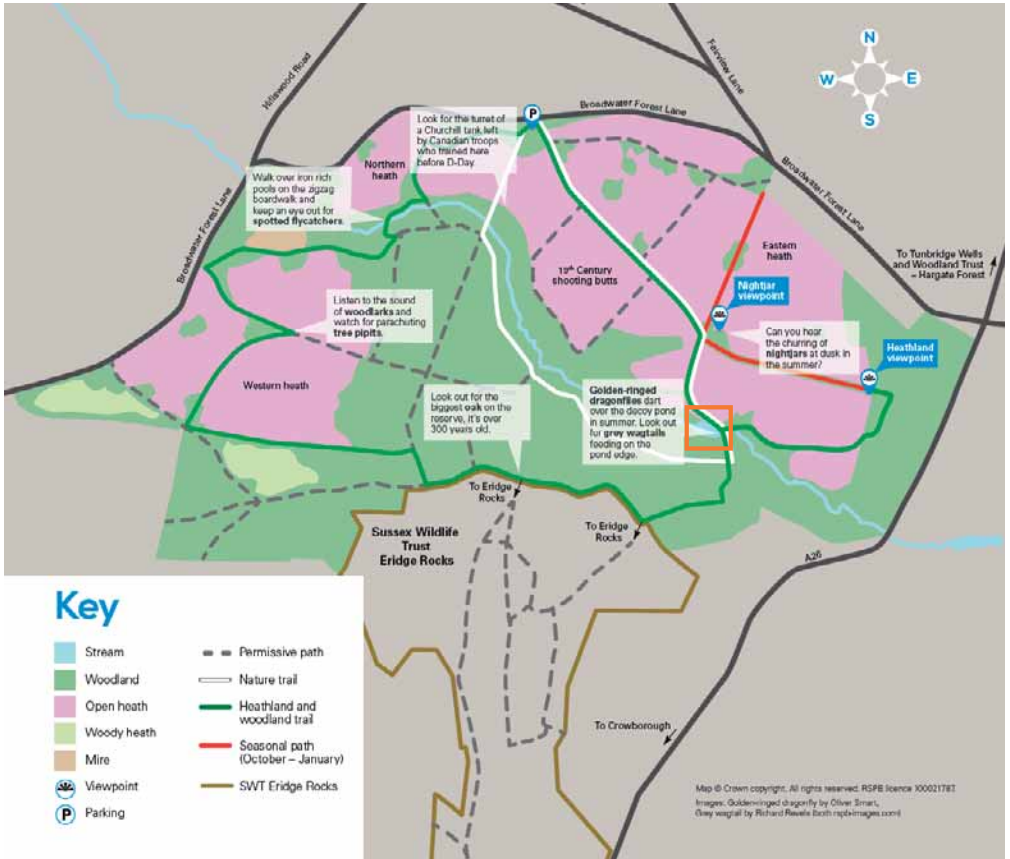 N
W
E
S
Hillswood Road
Fairview Lane
Broadwater Forest Lane
P
Look for the turret of
a Churchill tank left
by Canadian troops
who trained here
before D-Day.
Northern
heath
Walk over iron rich
pools on the zigzag
boardwalk and
keep an eye out for
spotted flycatchers.
Broadwater Forest Lane
Broadwater Forest Lane
Eastern
heath
To Tunbridge Wells
and Woodland Trust
– Hargate Forest
19th Century
shooting butts
Nightjar
viewpoint
Listen to the sound
of woodlarks and
watch for parachuting
tree pipits.
Can you hear
the churring of
nightjars at dusk in
the summer?
Heathland
viewpoint
Western heath
Look out for the
biggest oak on the
reserve, it's over
300 years old.
Golden-ringed
dragonflies dart
over the decoy pond
in summer. Look out
for grey wagtails
feeding on the
pond edge.
To Eridge
Rocks
To Eridge
Rocks
Sussex Wildlife
Trust
Eridge Rocks
A26
To Crowborough
Key
Stream
Woodland
Open heath
Woody heath
Mire
Viewpoint
P
Parking
Permissive path
Nature trail
Heathland and
woodland trail
Seasonal path
(October – January)
SWT Eridge Rocks
Map © Crown copyright. All rights reserved. RSPB licence 100021787.
Images: Golden-ringed dragonfly by Oliver Smart,
Grey wagtail by Richard Revels (both rspb-images.com)